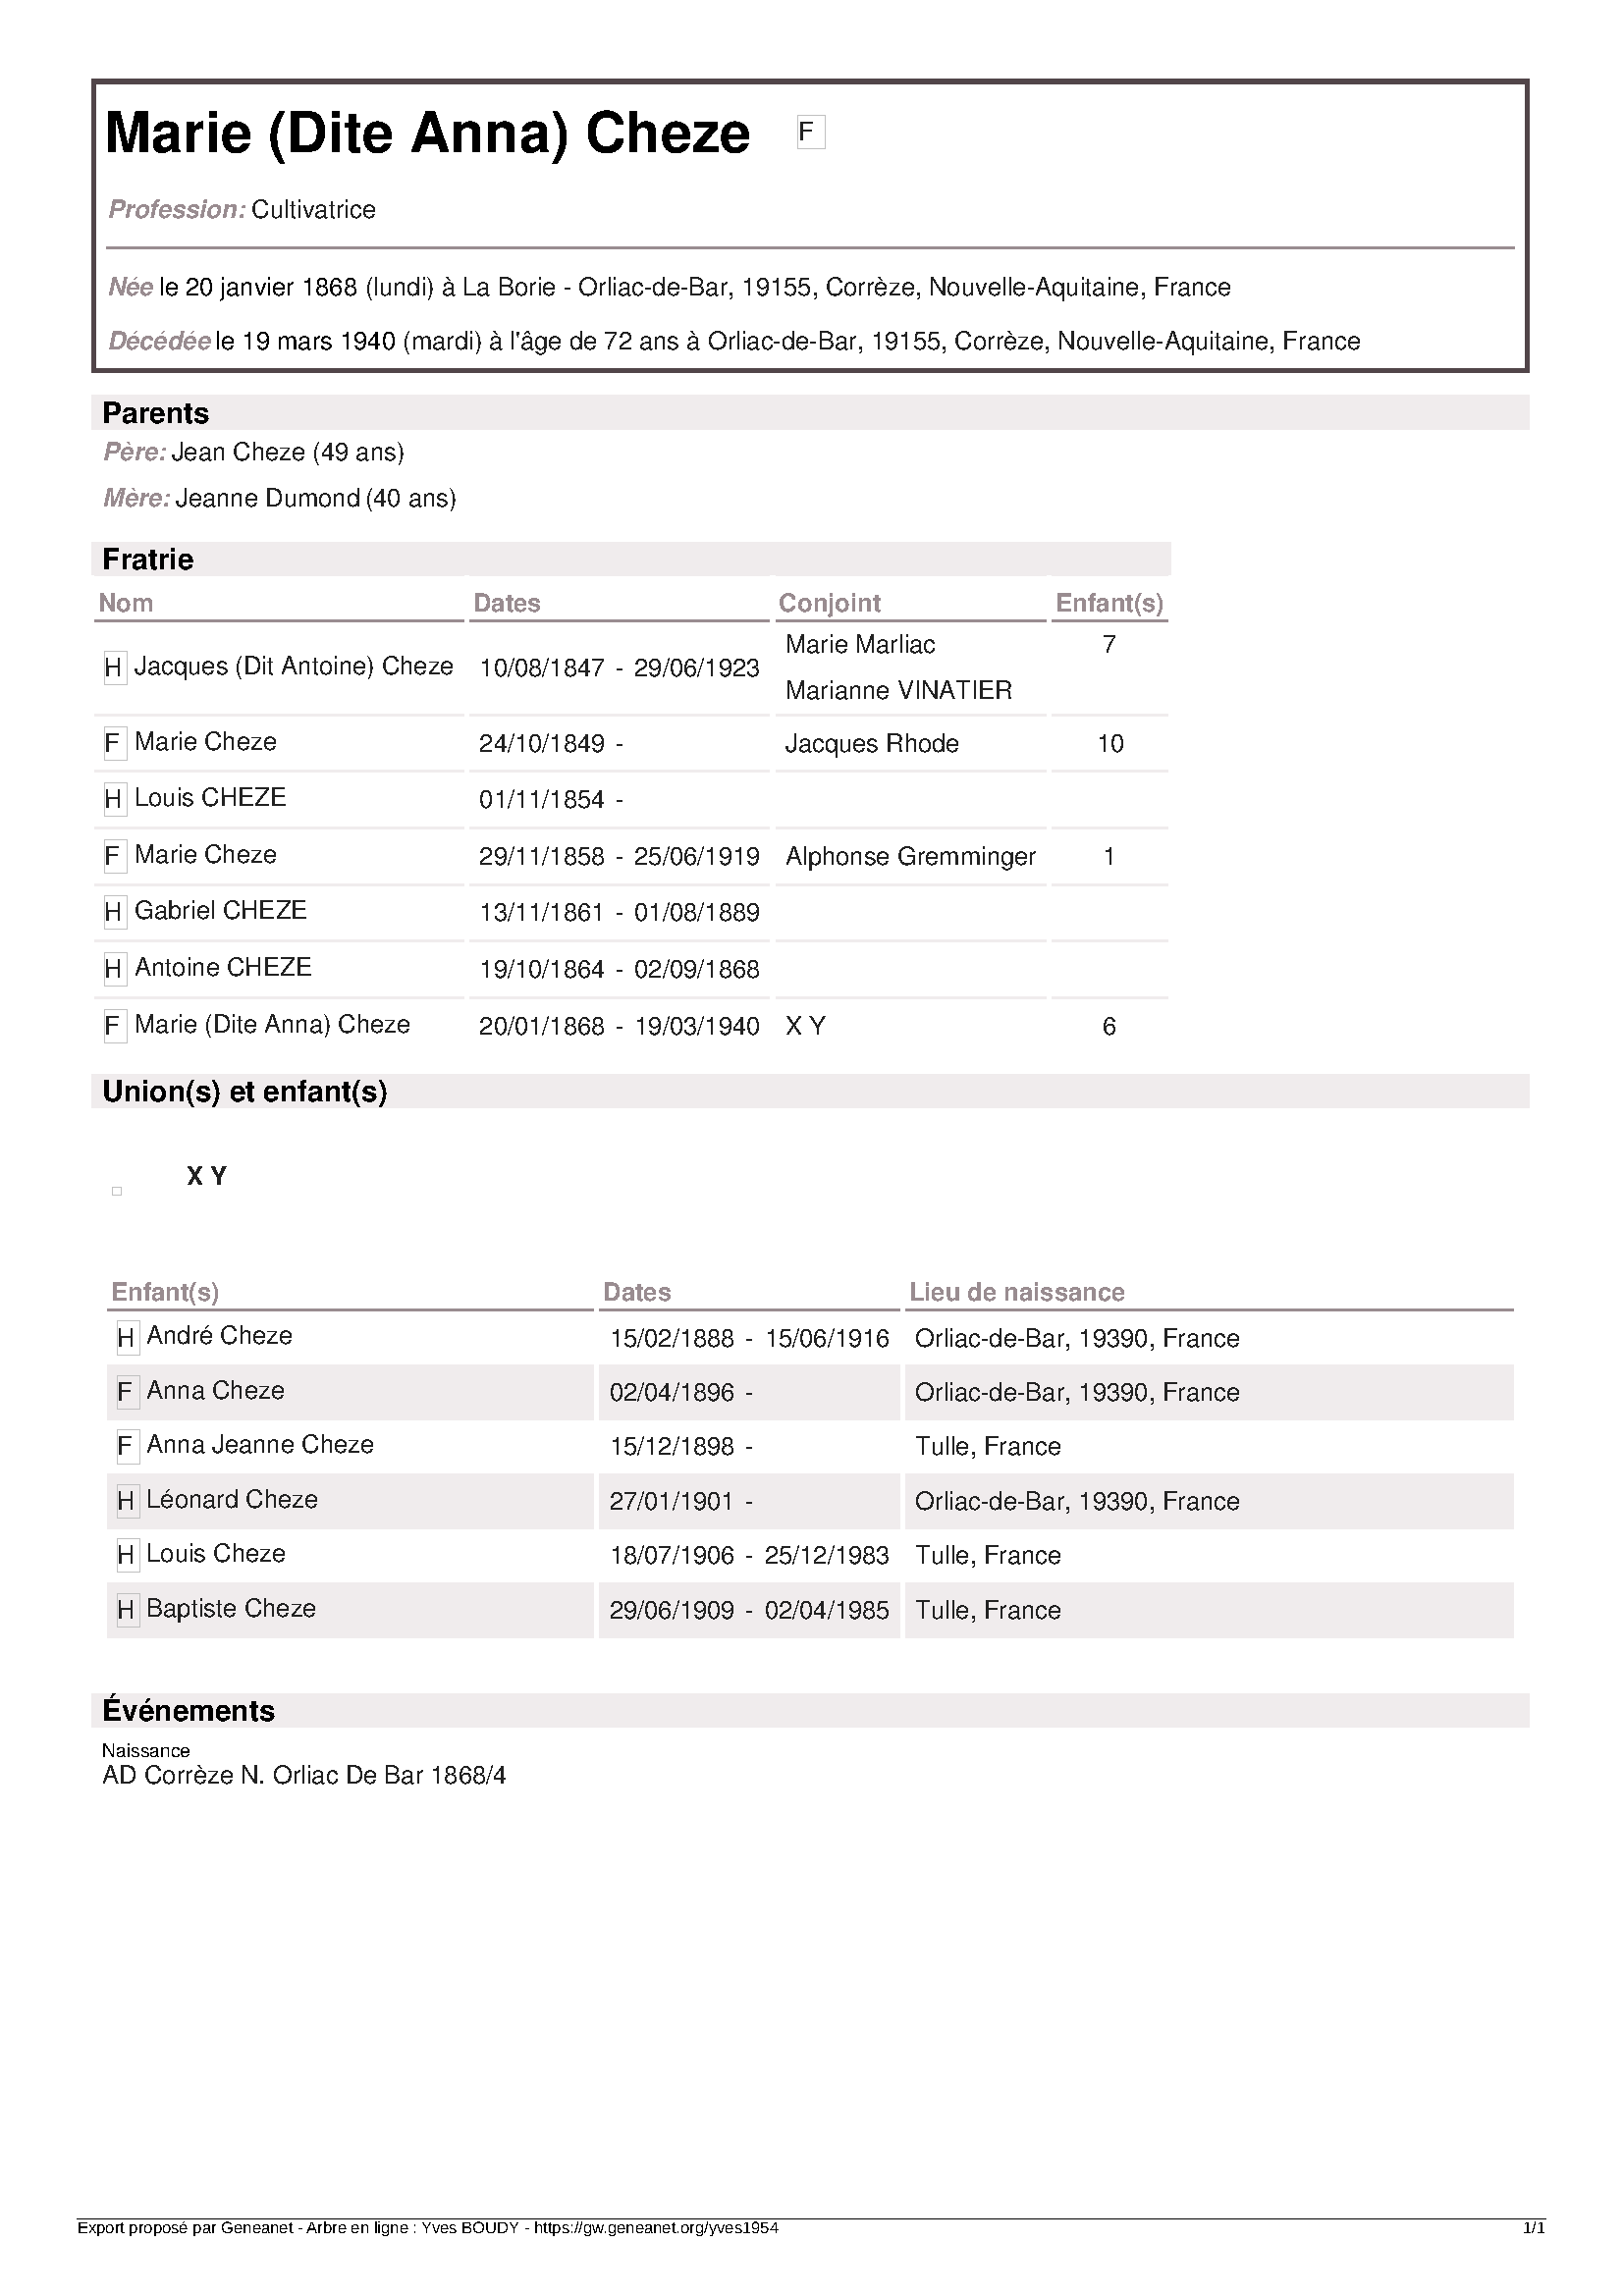 Marie (Dite Anna) Cheze F
Profession: Cultivatrice
Née le 20 janvier 1868 (lundi) à La Borie - Orliac-de-Bar, 19155, Corrèze, Nouvelle-Aquitaine, France
Décédée le 19 mars 1940 (mardi) à l'âge de 72 ans à Orliac-de-Bar, 19155, Corrèze, Nouvelle-Aquitaine, France
Parents
Père: Jean Cheze (49 ans)
Mère: Jeanne Dumond (40 ans)
Fratrie
Nom Dates Conjoint Enfant(s)
H Jacques (Dit Antoine) Cheze 10/08/1847 - 29/06/1923 Marie Marliac 7
Marianne VINATIER
F Marie Cheze 24/10/1849 - Jacques Rhode 10
H Louis CHEZE 01/11/1854 -
F Marie Cheze 29/11/1858 - 25/06/1919 Alphonse Gremminger 1
H Gabriel CHEZE 13/11/1861 - 01/08/1889
H Antoine CHEZE 19/10/1864 - 02/09/1868
F Marie (Dite Anna) Cheze 20/01/1868 - 19/03/1940 X Y 6
Union(s) et enfant(s)
X Y
Enfant(s) Dates Lieu de naissance
H André Cheze 15/02/1888 - 15/06/1916 Orliac-de-Bar, 19390, France
F Anna Cheze 02/04/1896 - Orliac-de-Bar, 19390, France
F Anna Jeanne Cheze 15/12/1898 - Tulle, France
H Léonard Cheze 27/01/1901 - Orliac-de-Bar, 19390, France
H Louis Cheze 18/07/1906 - 25/12/1983 Tulle, France
H Baptiste Cheze 29/06/1909 - 02/04/1985 Tulle, France
Événements
Naissance
AD Corrèze N. Orliac De Bar 1868/4
Export proposé par Geneanet - Arbre en ligne : Yves BOUDY - https://gw.geneanet.org/yves1954 1/1